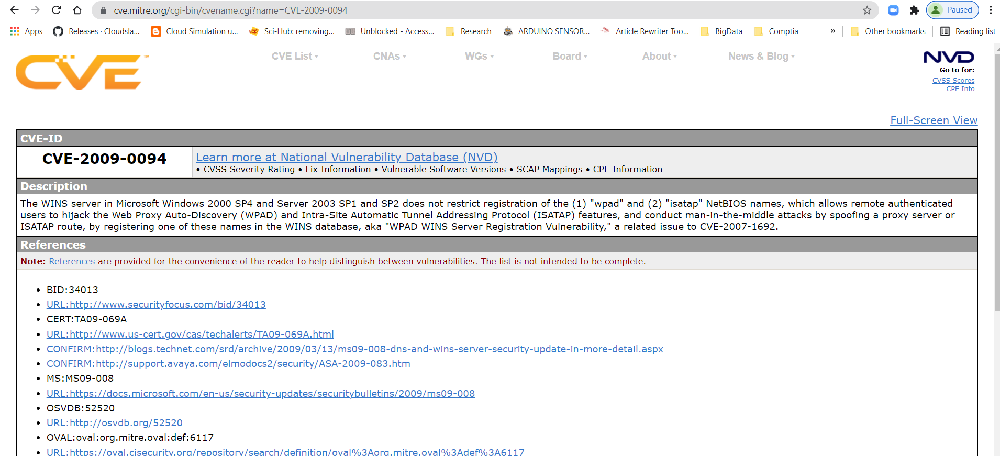 cve.mitre.org/cgi-bin/cvename.cgi?name=CVE-2009-0094
Paused
Apps
Releases · Cloudsla...
Cloud Simulation u...
Sci-Hub: removing...
UB Unblocked - Access...
Research
ARDUINO SENSOR...
Article Rewriter Too...
BigData
Comptia
»
Other bookmarks
Reading list
CVE™
CVE List
CNAs
WGs
Board
About
News & Blog
NVD
Go to for:
CVSS Scores
CPE Info
Full-Screen View
CVE-ID
CVE-2009-0094
Learn more at National Vulnerability Database (NVD)
• CVSS Severity Rating • Fix Information • Vulnerable Software Versions • SCAP Mappings • CPE Information
Description
The WINS server in Microsoft Windows 2000 SP4 and Server 2003 SP1 and SP2 does not restrict registration of the (1) "wpad" and (2) "isatap" NetBIOS names, which allows remote authenticated
users to hijack the Web Proxy Auto-Discovery (WPAD) and Intra-Site Automatic Tunnel Addressing Protocol (ISATAP) features, and conduct man-in-the-middle attacks by spoofing a proxy server or
ISATAP route, by registering one of these names in the WINS database, aka "WPAD WINS Server Registration Vulnerability," a related issue to CVE-2007-1692.
References
Note: References are provided for the convenience of the reader to help distinguish between vulnerabilities. The list is not intended to be complete.
• BID:34013
• URL:http://www.securityfocus.com/bid/34013
• CERT:TA09-069A
• URL:http://www.us-cert.gov/cas/techalerts/TA09-069A.html
• CONFIRM:http://blogs.technet.com/srd/archive/2009/03/13/ms09-008-dns-and-wins-server-security-update-in-more-detail.aspx
• CONFIRM:http://support.avaya.com/elmodocs2/security/ASA-2009-083.htm
• MS:MS09-008
• URL:https://docs.microsoft.com/en-us/security-updates/securitybulletins/2009/ms09-008
• OSVDB:52520
• URL:http://osvdb.org/52520
• OVAL:oval:org.mitre.oval:def:6117
• URL:https://oval.cisecurity.org/repository/search/definition/oval%3Aorg.mitre.oval%3Adef%3A6117